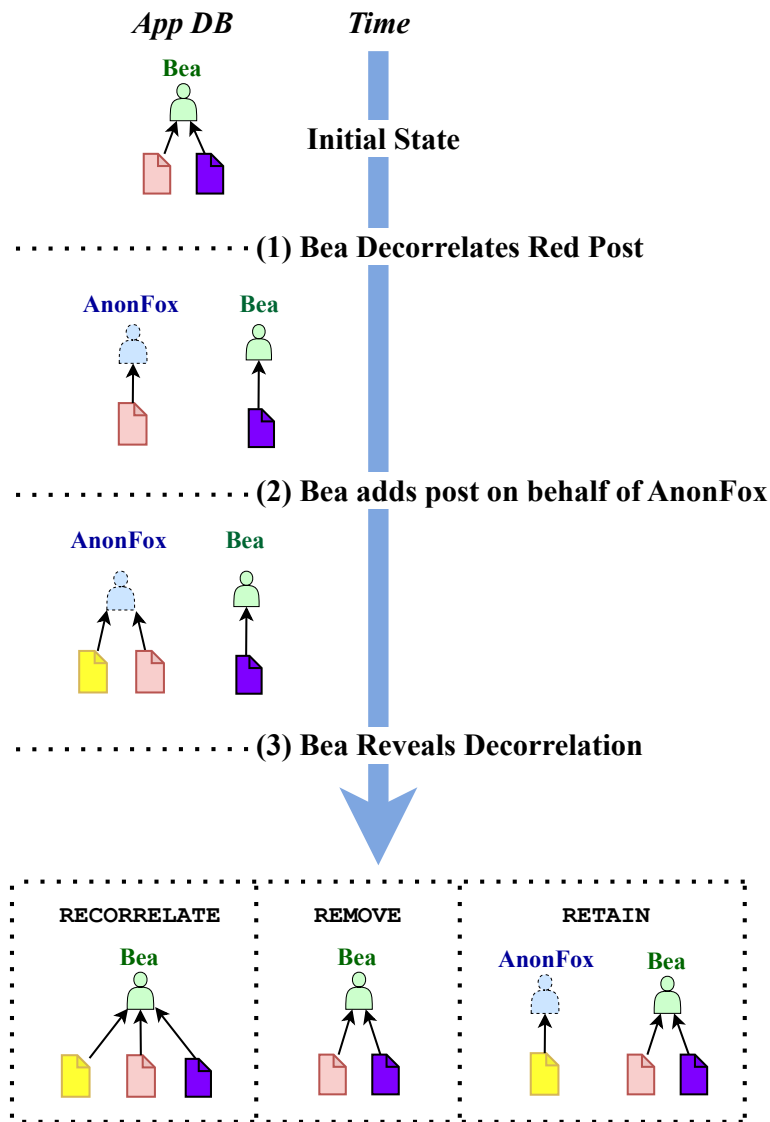 App DB Time
Bea
Initial State
(1) Bea Decorrelates Red Post
AnonFox Bea
(2) Bea adds post on behalf of AnonFox
AnonFox Bea
(3) Bea Reveals Decorrelation
RECORRELATE REMOVE RETAIN
Bea Bea AnonFox Bea